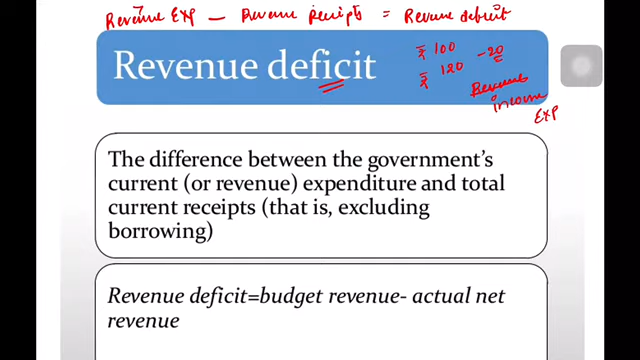 Revenue Exp — Revenue receipts = Revenue deficit
Revenue deficit
₹ 100 -20
₹ 120
Revenue
income
Exp
The difference between the government's
current (or revenue) expenditure and total
current receipts (that is, excluding
borrowing)
Revenue deficit=budget revenue- actual net
revenue